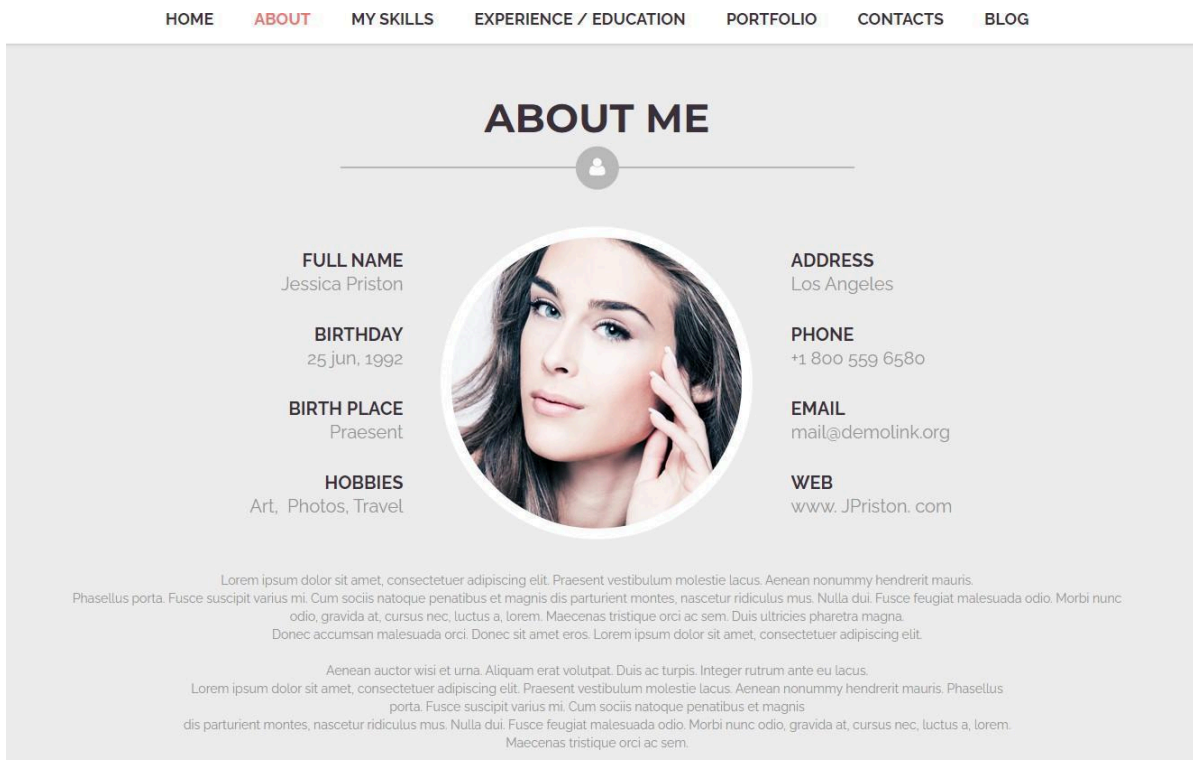 HOME ABOUT MY SKILLS EXPERIENCE / EDUCATION PORTFOLIO CONTACTS BLOG
ABOUT ME
FULL NAME
Jessica Priston
BIRTHDAY
25 jun, 1992
BIRTH PLACE
Praesent
HOBBIES
Art, Photos, Travel
ADDRESS
Los Angeles
PHONE
+1 800 559 6580
EMAIL
mail@demolink.org
WEB
www. JPriston. com
Lorem ipsum dolor sit amet, consectetuer adipiscing elit. Praesent vestibulum molestie lacus. Aenean nonummy hendrerit mauris.
Phasellus porta. Fusce suscipit varius mi. Cum sociis natoque penatibus et magnis dis parturient montes, nascetur ridiculus mus. Nulla dui. Fusce feugiat malesuada odio. Morbi nunc
odio, gravida at, cursus nec, luctus a, lorem. Maecenas tristique orci ac sem. Duis ultricies pharetra magna.
Donec accumsan malesuada orci. Donec sit amet eros. Lorem ipsum dolor sit amet, consectetuer adipiscing elit.
Aenean auctor wisi et urna. Aliquam erat volutpat. Duis ac turpis. Integer rutrum ante eu lacus.
Lorem ipsum dolor sit amet, consectetuer adipiscing elit. Praesent vestibulum molestie lacus. Aenean nonummy hendrerit mauris. Phasellus
porta. Fusce suscipit varius mi. Cum sociis natoque penatibus et magnis
dis parturient montes, nascetur ridiculus mus. Nulla dui. Fusce feugiat malesuada odio. Morbi nunc odio, gravida at, cursus nec, luctus a, lorem.
Maecenas tristique orci ac sem.